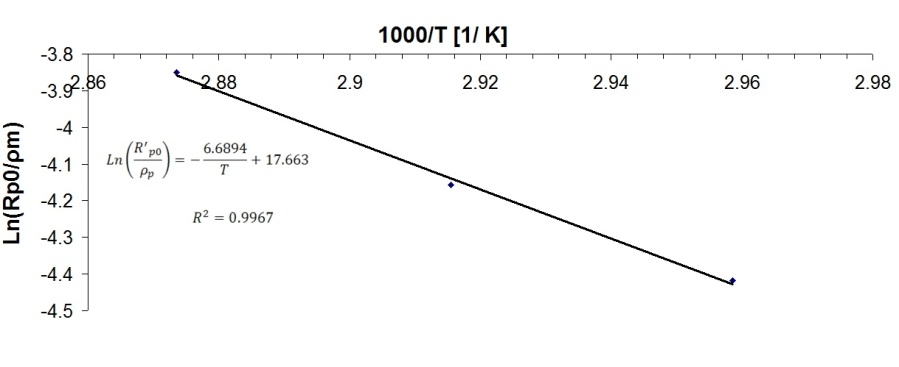 1000/T [1/ K]
-3.8
2.86 2.88 2.9 2.92 2.94 2.96 2.98
-3.9
-4
-4.1
-4.2
-4.3
-4.4
-4.5
Ln(Rp0/ρm)
Ln(R′p0/ρp) = − 6.6894/T + 17.663
R² = 0.9967